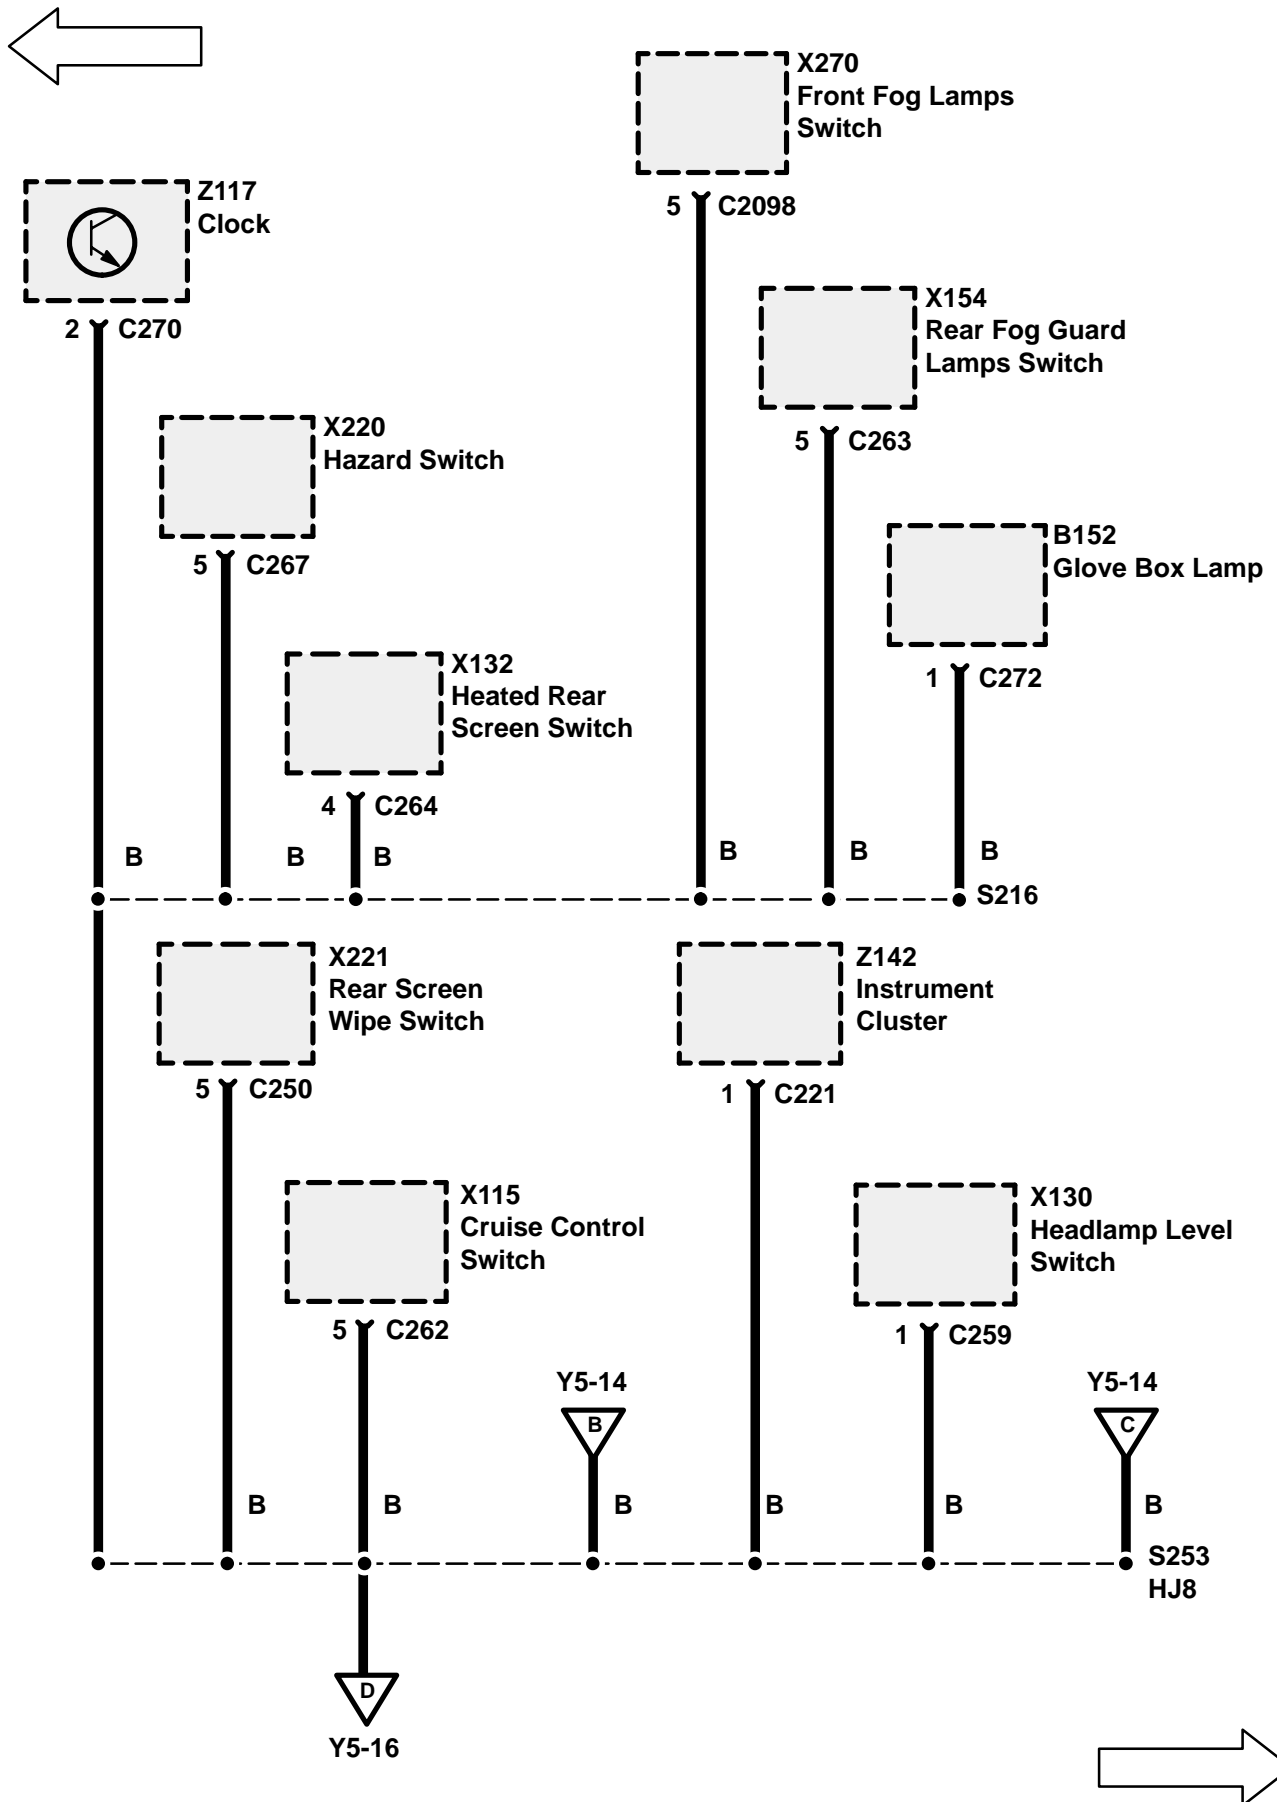 X270
Front Fog Lamps
Switch
5 C2098
Z117
Clock
2 C270
X154
Rear Fog Guard
Lamps Switch
5 C263
X220
Hazard Switch
5 C267
B152
Glove Box Lamp
1 C272
X132
Heated Rear
Screen Switch
4 C264
B B B B B B
S216
X221
Rear Screen
Wipe Switch
5 C250
Z142
Instrument
Cluster
1 C221
X115
Cruise Control
Switch
5 C262
X130
Headlamp Level
Switch
1 C259
Y5-14
B
Y5-14
C
B B B B B B
S253
HJ8
D
Y5-16